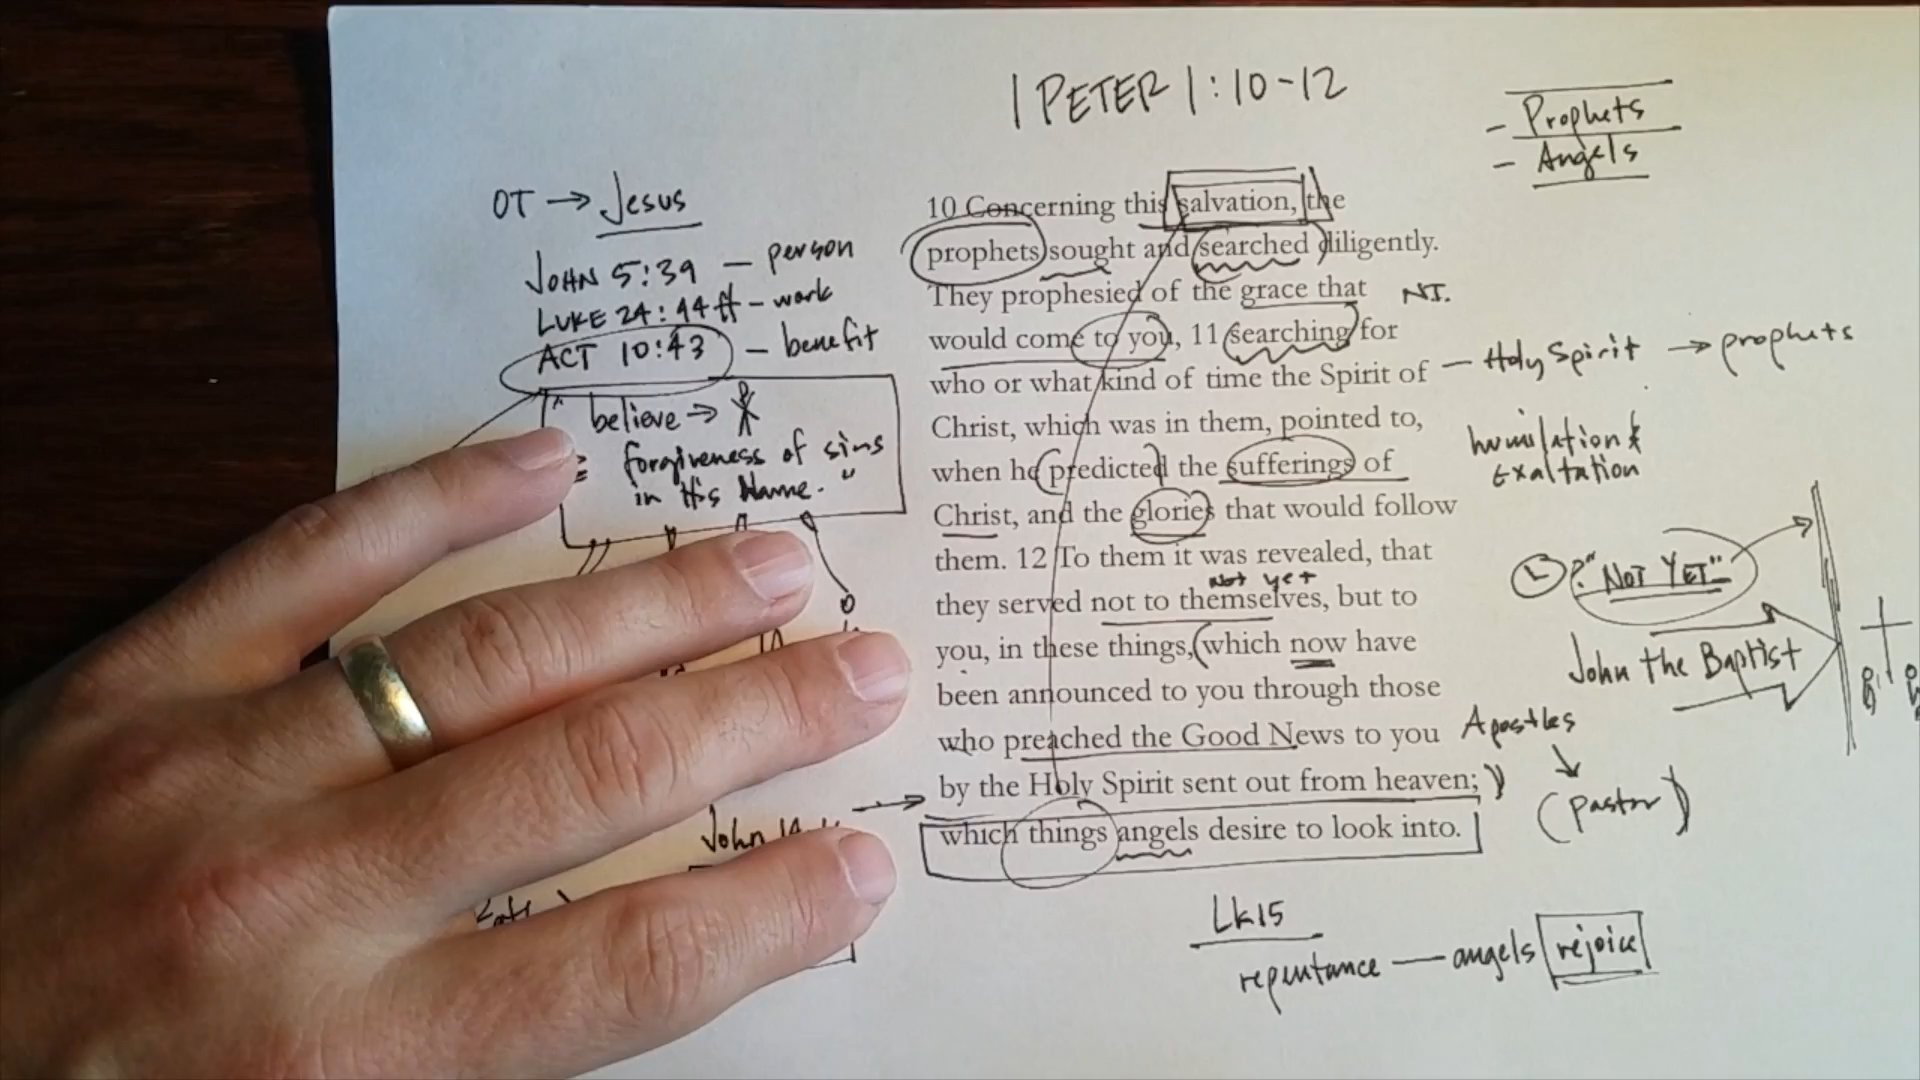 1 PETER 1:10-12
- Prophets
- Angels
OT → Jesus
JOHN 5:39 — person
LUKE 24:44ff - work
ACT 10:43 — benefit
believe →
forgiveness of sins
in His Name."
10 Concerning this salvation, the
prophets sought and searched diligently.
They prophesied of the grace that
would come to you, 11 searching for
who or what kind of time the Spirit of
Christ, which was in them, pointed to,
when he predicted the sufferings of
Christ, and the glories that would follow
them. 12 To them it was revealed, that
not yet
they served not to themselves, but to
you, in these things, which now have
been announced to you through those
who preached the Good News to you
by the Holy Spirit sent out from heaven;
which things angels desire to look into.
NT.
— Holy Spirit → prophets
humilation &
Exaltation
"NOT YET"
John the Baptist
Apostles
(pastor)
John
Lk15
repentance — angels rejoice